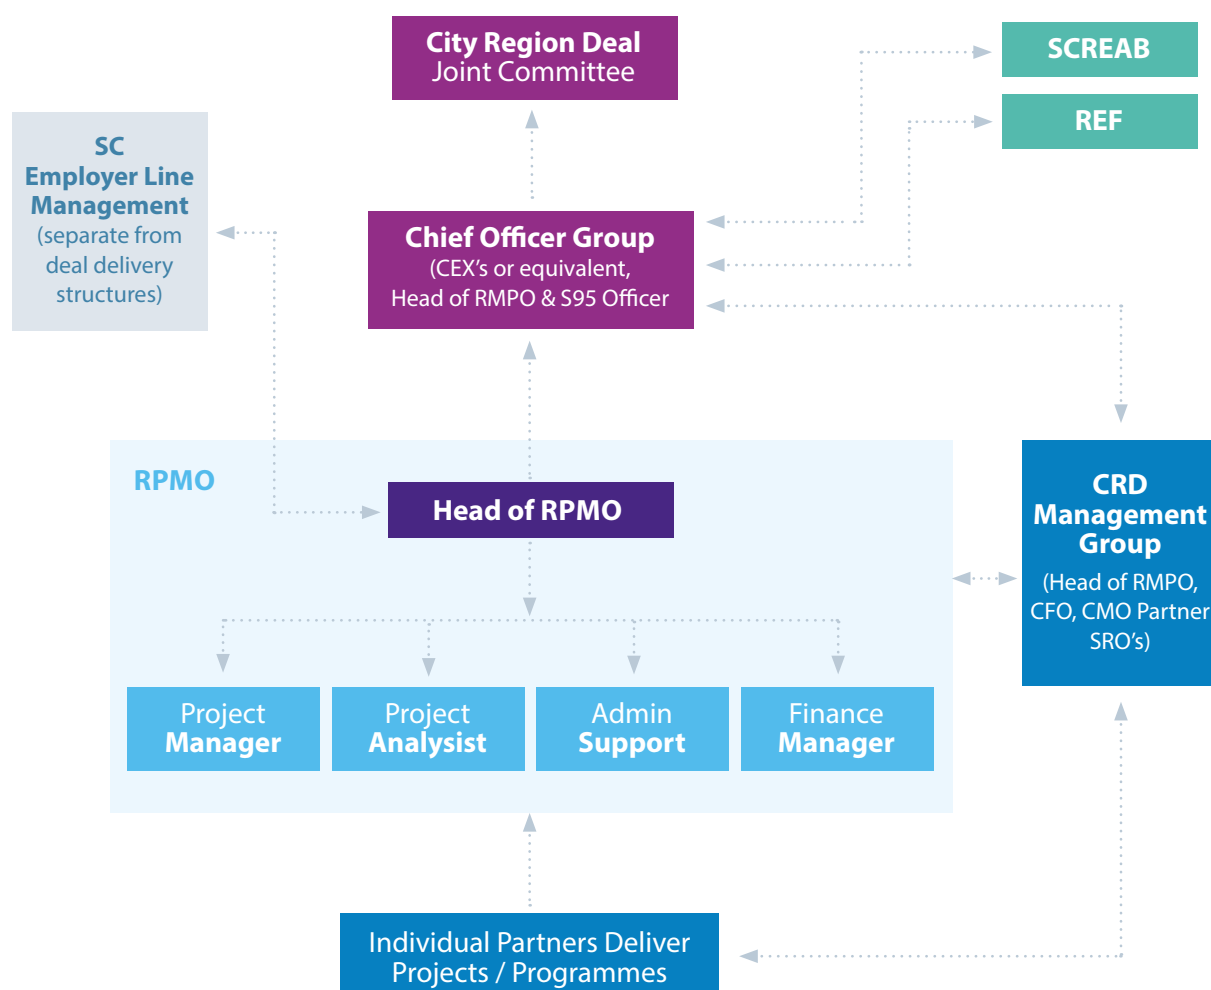 City Region Deal
Joint Committee
SCREAB
REF
SC
Employer Line
Management
(separate from
deal delivery
structures)
Chief Officer Group
(CEX's or equivalent,
Head of RMPO & S95 Officer
RPMO
Head of RPMO
CRD
Management
Group
(Head of RMPO,
CFO, CMO Partner
SRO's)
Project
Manager
Project
Analysist
Admin
Support
Finance
Manager
Individual Partners Deliver
Projects / Programmes